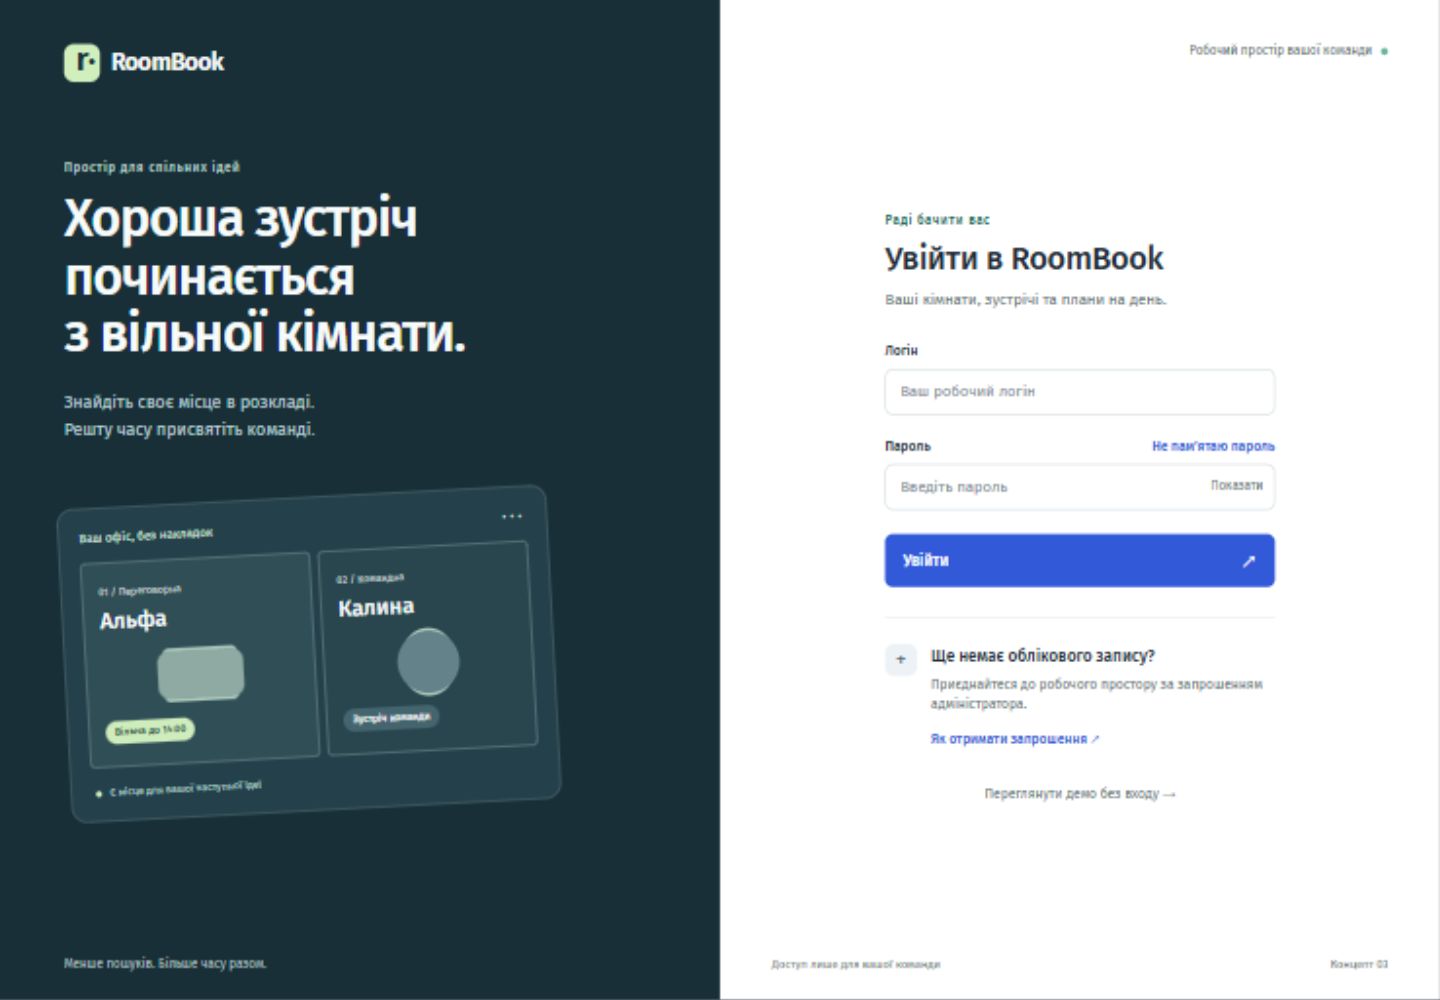 r.
RoomBook
Простір для спільних ідей
Хороша зустріч
починається
з вільної кімнати.
Знайдіть своє місце в розкладі.
Решту часу присвятіть команді.
Ваш офіс, без накладок
01 / Переговорна
Альфа
Вільна до 14:00
02 / Командна
Калина
Зустріч команди
Є місце для вашої наступної ідеї
Менше пошуків. Більше часу разом.
Робочий простір вашої команди
Раді бачити вас
Увійти в RoomBook
Ваші кімнати, зустрічі та плани на день.
Логін
Ваш робочий логін
Пароль
Не пам'ятаю пароль
Введіть пароль
Показати
Увійти ↗
+
Ще немає облікового запису?
Приєднайтеся до робочого простору за запрошенням
адміністратора.
Як отримати запрошення ↗
Переглянути демо без входу →
Доступ лише для вашої команди
Концепт 03